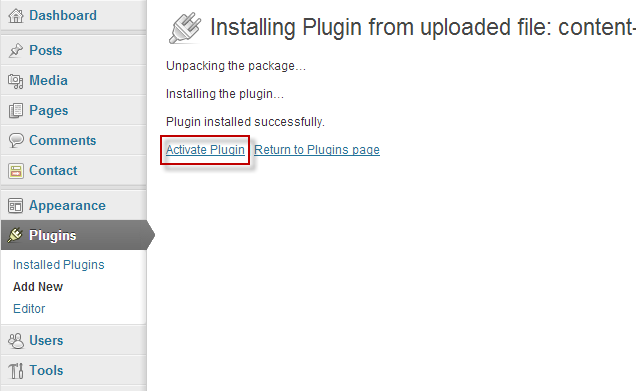 Dashboard
Posts
Media
Pages
Comments
Contact
Appearance
Plugins
Installed Plugins
Add New
Editor
Users
Tools
Installing Plugin from uploaded file: content-
Unpacking the package…
Installing the plugin…
Plugin installed successfully.
Activate Plugin Return to Plugins page